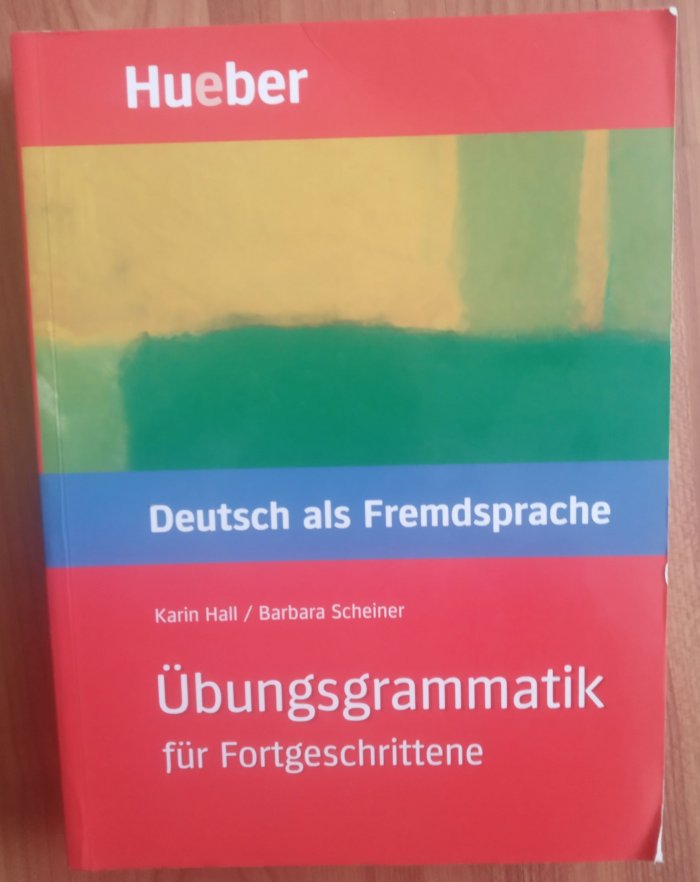 Hueber
Deutsch als Fremdsprache
Karin Hall / Barbara Scheiner
Übungsgrammatik
für Fortgeschrittene